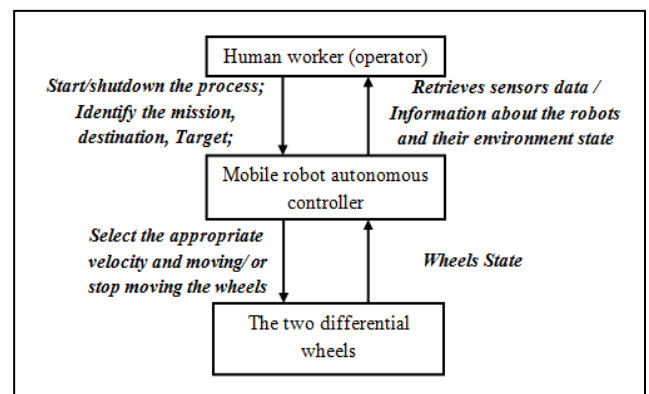 Human worker (operator)
Start/shutdown the process;
Identify the mission,
destination, Target;
Retrieves sensors data /
Information about the robots
and their environment state
Mobile robot autonomous
controller
Select the appropriate
velocity and moving/ or
stop moving the wheels
Wheels State
The two differential
wheels